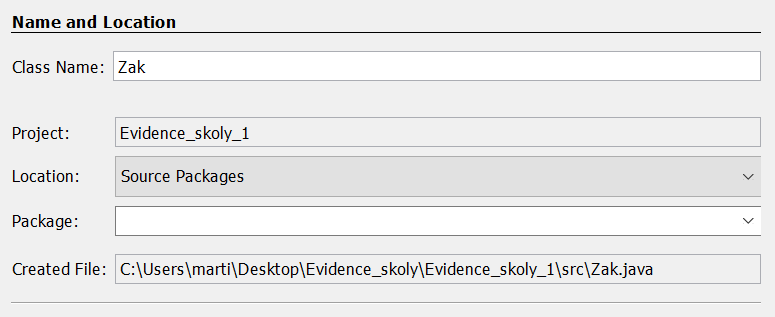 Name and Location
Class Name: Zak
Project: Evidence_skoly_1
Location: Source Packages
Package:
Created File: C:\Users\marti\Desktop\Evidence_skoly\Evidence_skoly_1\src\Zak.java